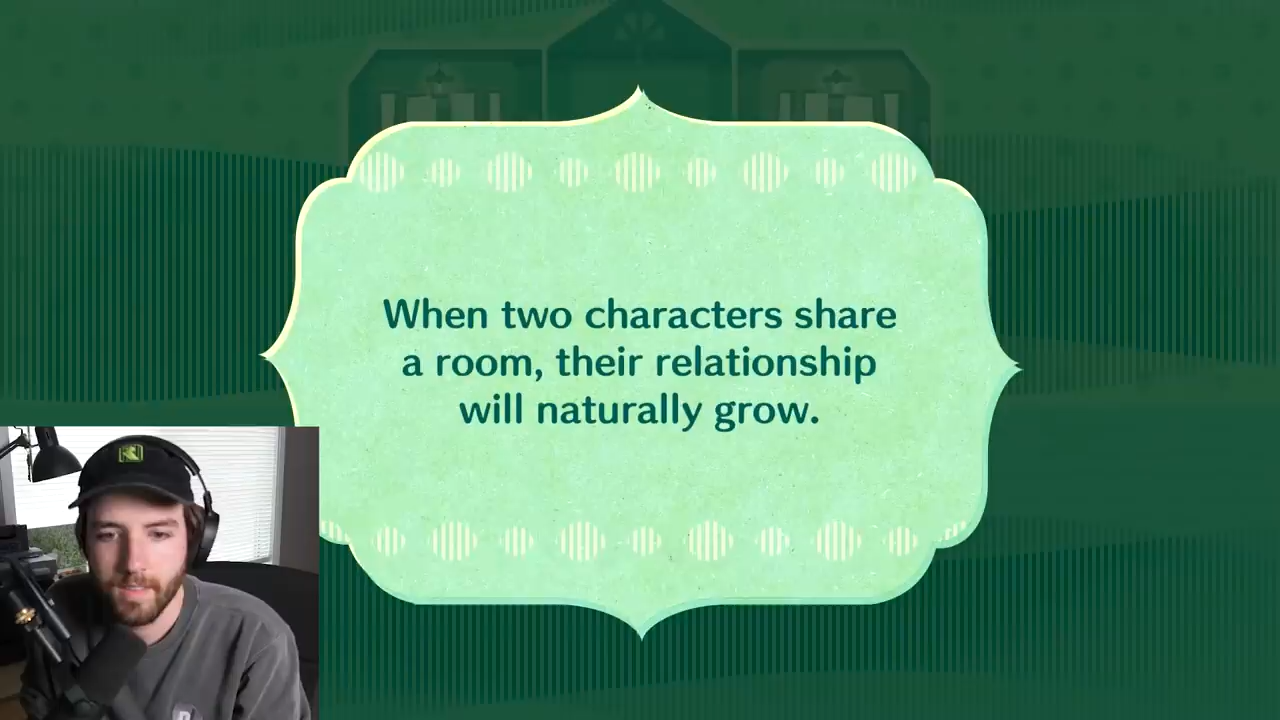 When two characters share
a room, their relationship
will naturally grow.